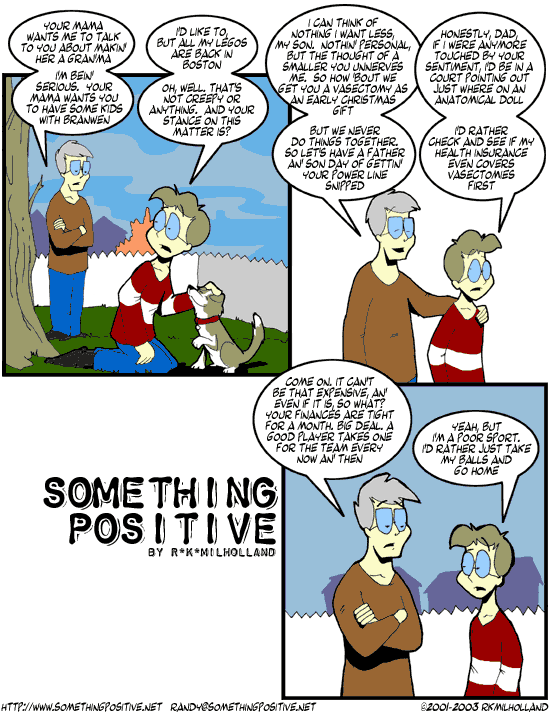 YOUR MAMA
WANTS ME TO TALK
TO YOU ABOUT MAKIN'
HER A GRAN'MA
I'D LIKE TO,
BUT ALL MY LEGOS
ARE BACK IN
BOSTON
I'M BEIN'
SERIOUS. YOUR
MAMA WANTS YOU
TO HAVE SOME KIDS
WITH BRANWEN
OH, WELL. THAT'S
NOT CREEPY OR
ANYTHING. AND YOUR
STANCE ON THIS
MATTER IS?
I CAN THINK OF
NOTHING I WANT LESS,
MY SON. NOTHIN' PERSONAL,
BUT THE THOUGHT OF A
SMALLER YOU UNNERVES
ME. SO HOW 'BOUT WE
GET YOU A VASECTOMY AS
AN EARLY CHRISTMAS
GIFT
HONESTLY, DAD,
IF I WERE ANYMORE
TOUCHED BY YOUR
SENTIMENT, I'D BE IN A
COURT POINTING OUT
JUST WHERE ON AN
ANATOMICAL DOLL
BUT WE NEVER
DO THINGS TOGETHER.
SO LET'S HAVE A FATHER
AN' SON DAY OF GETTIN'
YOUR POWER LINE
SNIPPED
I'D RATHER
CHECK AND SEE IF MY
HEALTH INSURANCE
EVEN COVERS
VASECTOMIES
FIRST
COME ON. IT CAN'T
BE THAT EXPENSIVE, AN'
EVEN IF IT IS, SO WHAT?
YOUR FINANCES ARE TIGHT
FOR A MONTH. BIG DEAL. A
GOOD PLAYER TAKES ONE
FOR THE TEAM EVERY
NOW AN' THEN
YEAH, BUT
I'M A POOR SPORT.
I'D RATHER JUST TAKE
MY BALLS AND
GO HOME
SOMETHING
POSITIVE
BY R*K*MILHOLLAND
HTTP://WWW.SOMETHINGPOSITIVE.NET RANDY@SOMETHINGPOSITIVE.NET ©2001-2003 RKMILHOLLAND